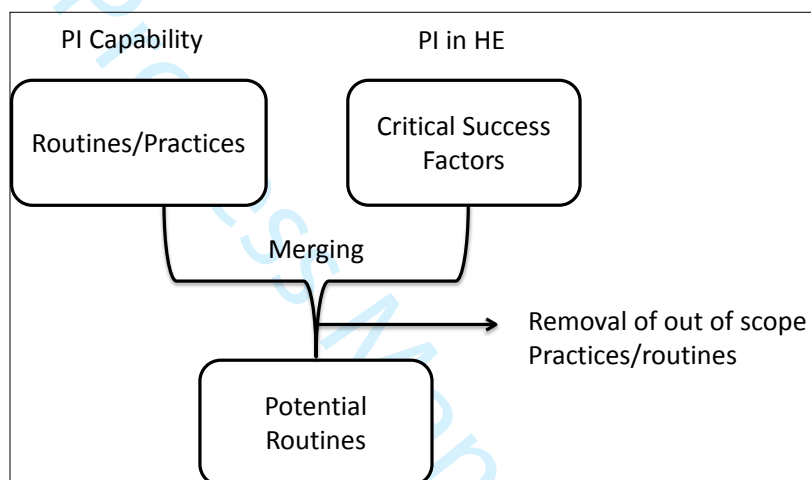 PI Capability
PI in HE
Routines/Practices
Critical Success
Factors
Merging
Removal of out of scope
Practices/routines
Potential
Routines